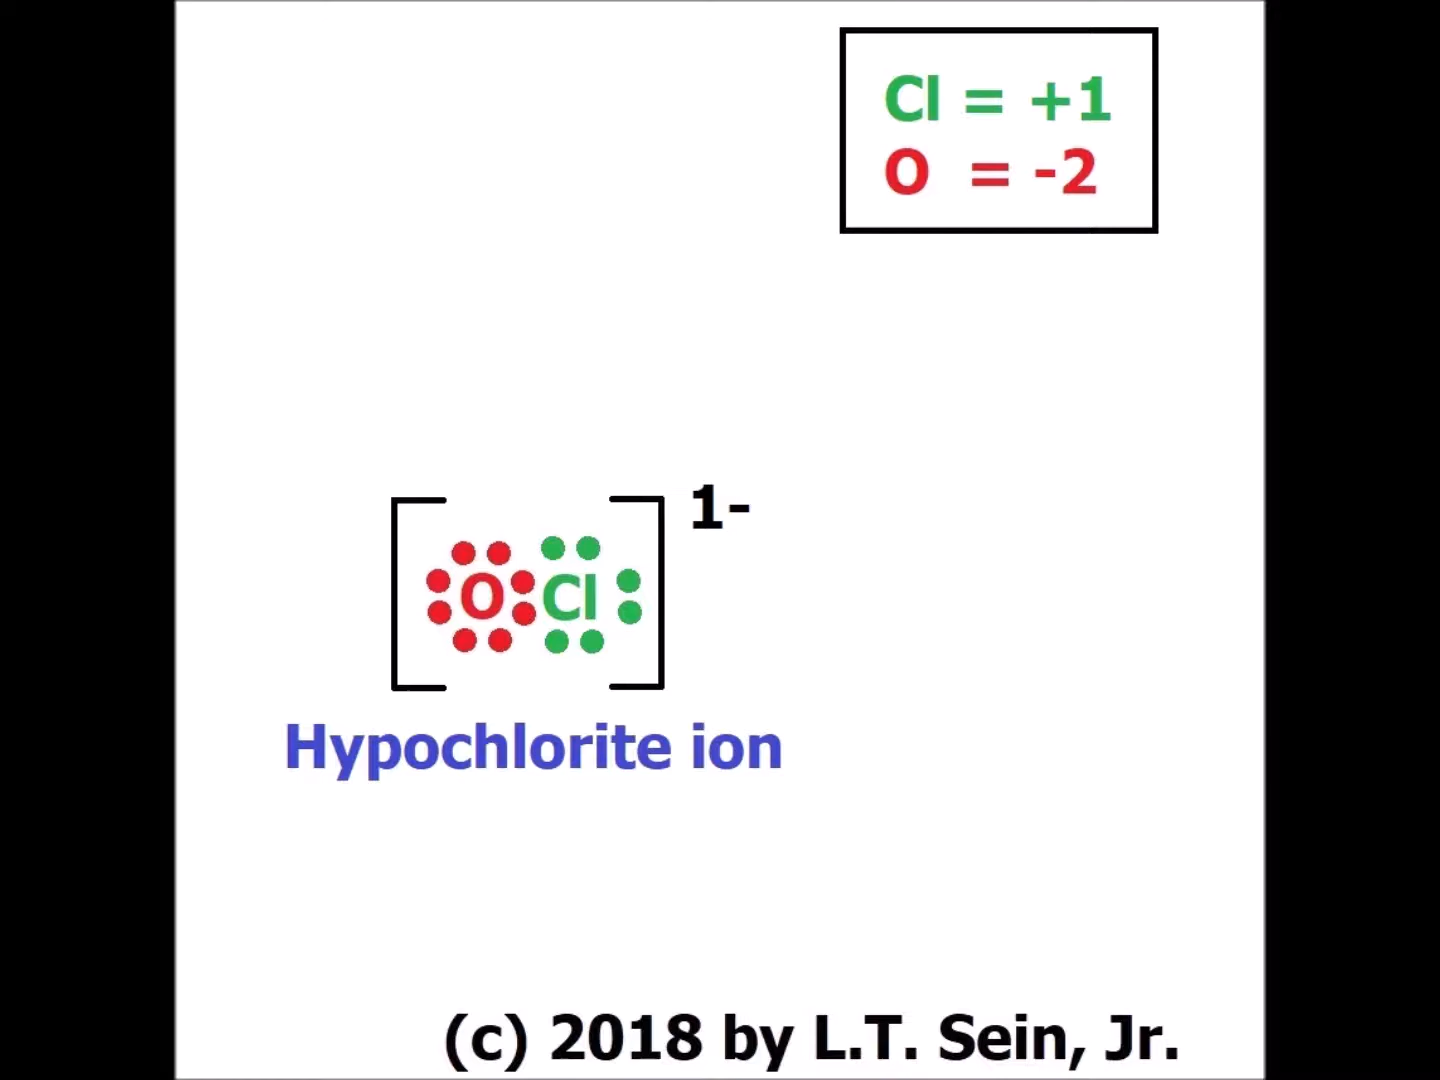 Cl = +1
O = -2
1-
O Cl
Hypochlorite ion
(c) 2018 by L.T. Sein, Jr.